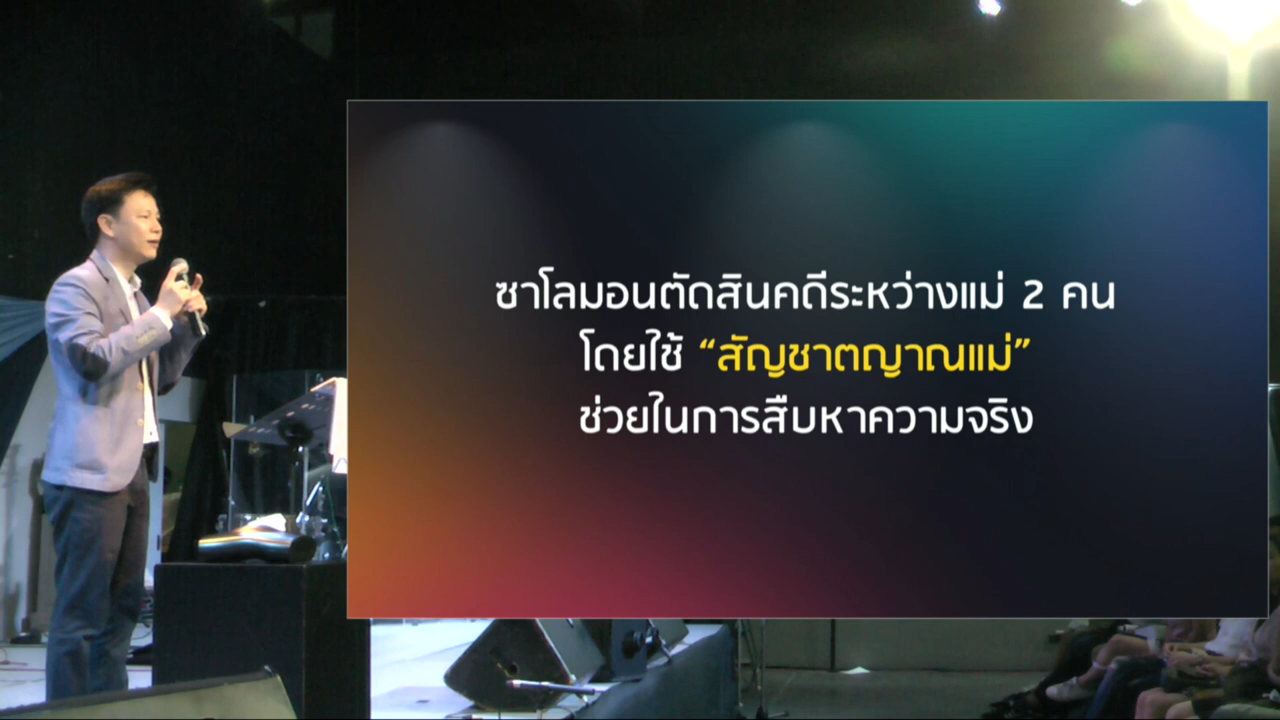 ซาโลมอนตัดสินคดีระหว่างแม่ 2 คน
โดยใช้ “สัญชาตญาณแม่”
ช่วยในการสืบหาความจริง